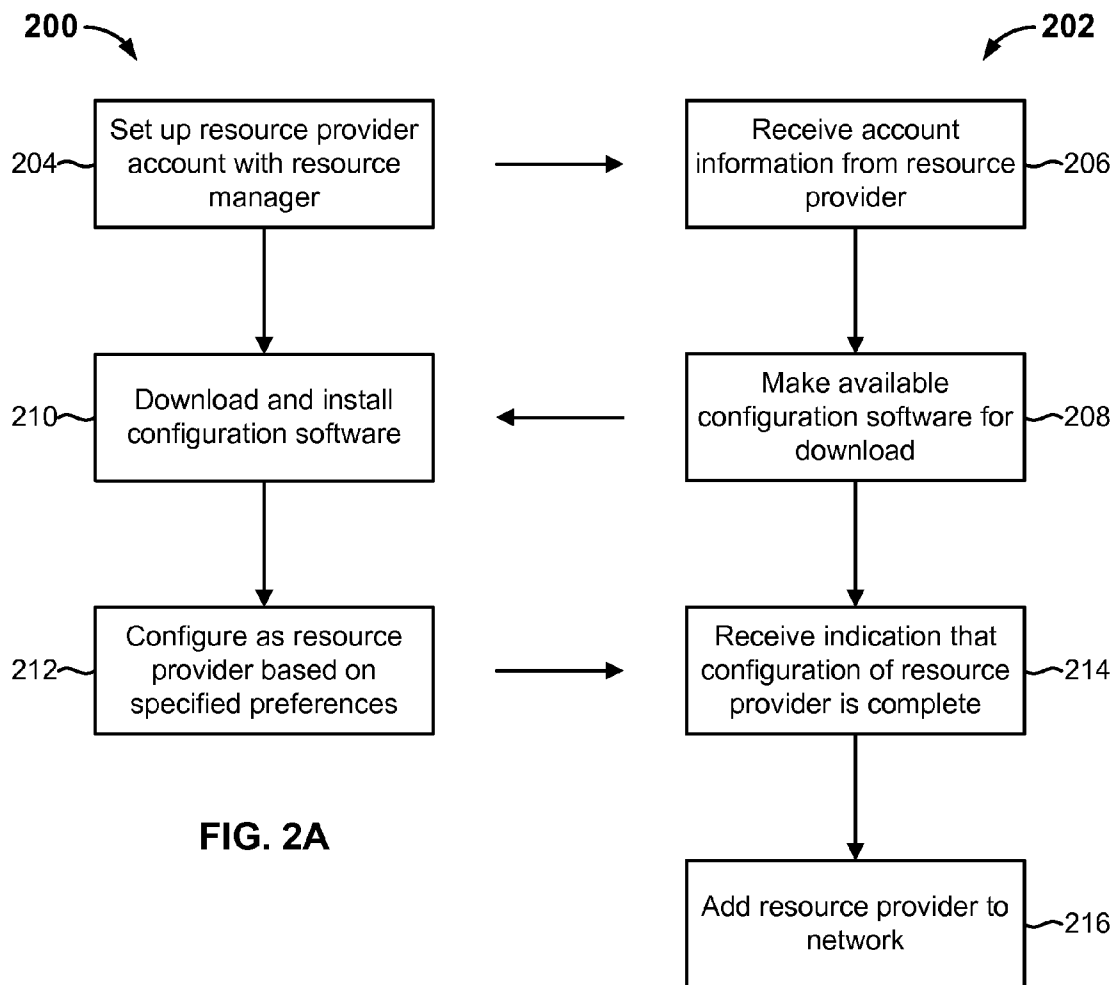 200
202
204
Set up resource provider
account with resource
manager
Receive account
information from resource
provider
206
210
Download and install
configuration software
Make available
configuration software for
download
208
212
Configure as resource
provider based on
specified preferences
Receive indication that
configuration of resource
provider is complete
214
FIG. 2A
Add resource provider to
network
216